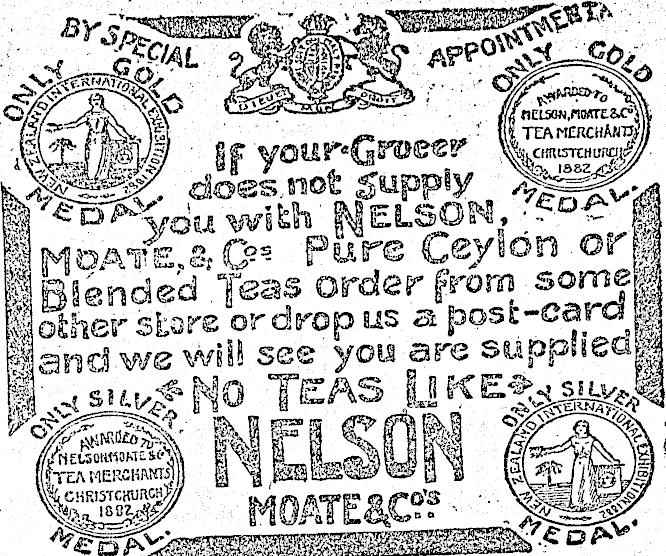 BY SPECIAL APPOINTMENT
ONLY GOLD MEDAL.
NEW ZEALAND INTERNATIONAL EXHIBITION 1882
ONLY GOLD MEDAL.
AWARDED TO
NELSON, MOATE & Co
TEA MERCHANTS
CHRISTCHURCH
1882
DIEU ET MON DROIT
If your Grocer
does not supply
you with NELSON,
MOATE, & Cos Pure Ceylon or
Blended Teas order from some
other store or drop us a post-card
and we will see you are supplied
NO TEAS LIKE
NELSON
MOATE & Co's
ONLY SILVER MEDAL.
AWARDED TO
NELSON MOATE & Co
TEA MERCHANTS
CHRISTCHURCH
1882
ONLY SILVER MEDAL.
NEW ZEALAND INTERNATIONAL EXHIBITION 1882